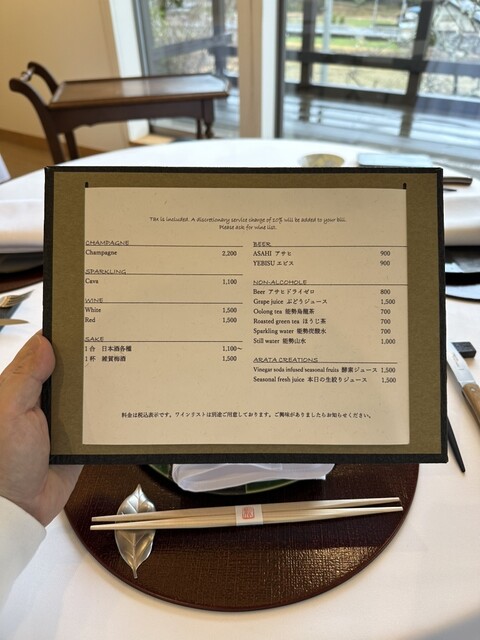 Tax is included. A discretionary service charge of 10% will be added to your bill.
Please ask for wine list.
CHAMPAGNE
Champagne 2,200
SPARKLING
Cava 1,100
WINE
White 1,500
Red 1,500
SAKE
1合 日本酒各種 1,100~
1杯 雑賀梅酒 1,500
BEER
ASAHI アサヒ 900
YEBISU ヱビス 900
NON-ALCOHOLE
Beer アサヒドライゼロ 800
Grape juice ぶどうジュース 1,500
Oolong tea 能勢烏龍茶 700
Roasted green tea ほうじ茶 700
Sparkling water 能勢炭酸水 700
Still water 能勢山水 1,000
ARATA CREATIONS
Vinegar soda infused seasonal fruits 酵素ジュース 1,500
Seasonal fresh juice 本日の生絞りジュース 1,500
料金は税込表示です。ワインリストは別途ご用意しております。ご興味がありましたらお知らせください。